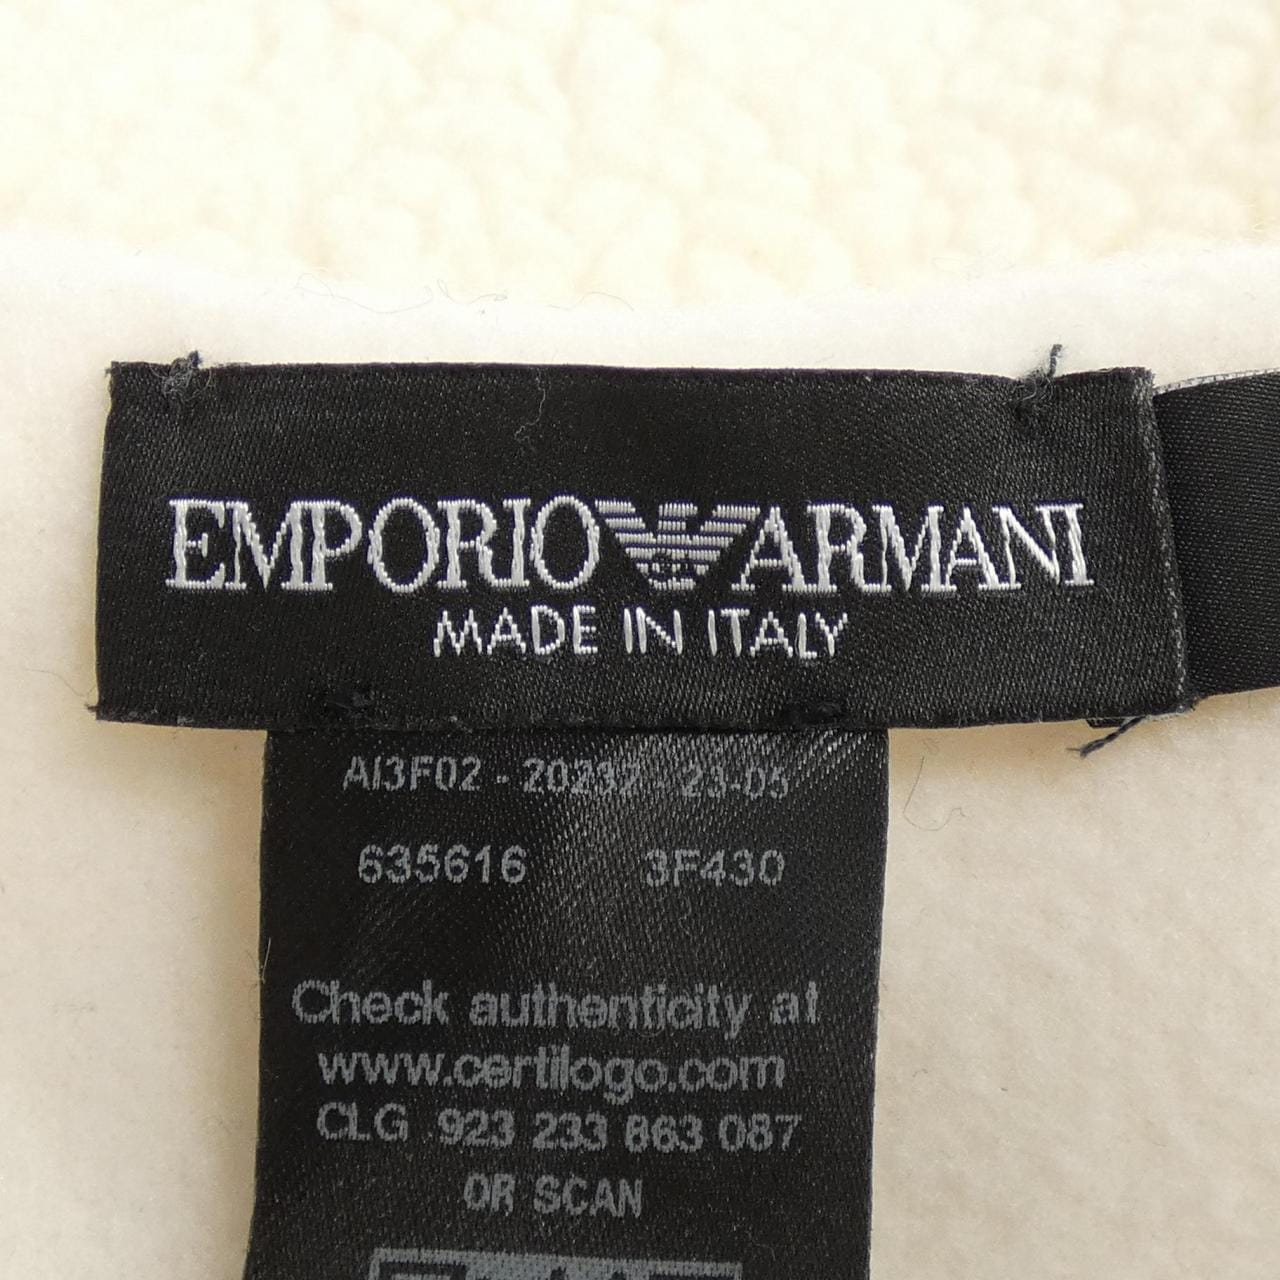 EMPORIO ARMANI
MADE IN ITALY
AI3F02 - 20232 - 23-05
635616 3F430
Check authenticity at
www.certilogo.com
CLG 923 233 863 087
OR SCAN